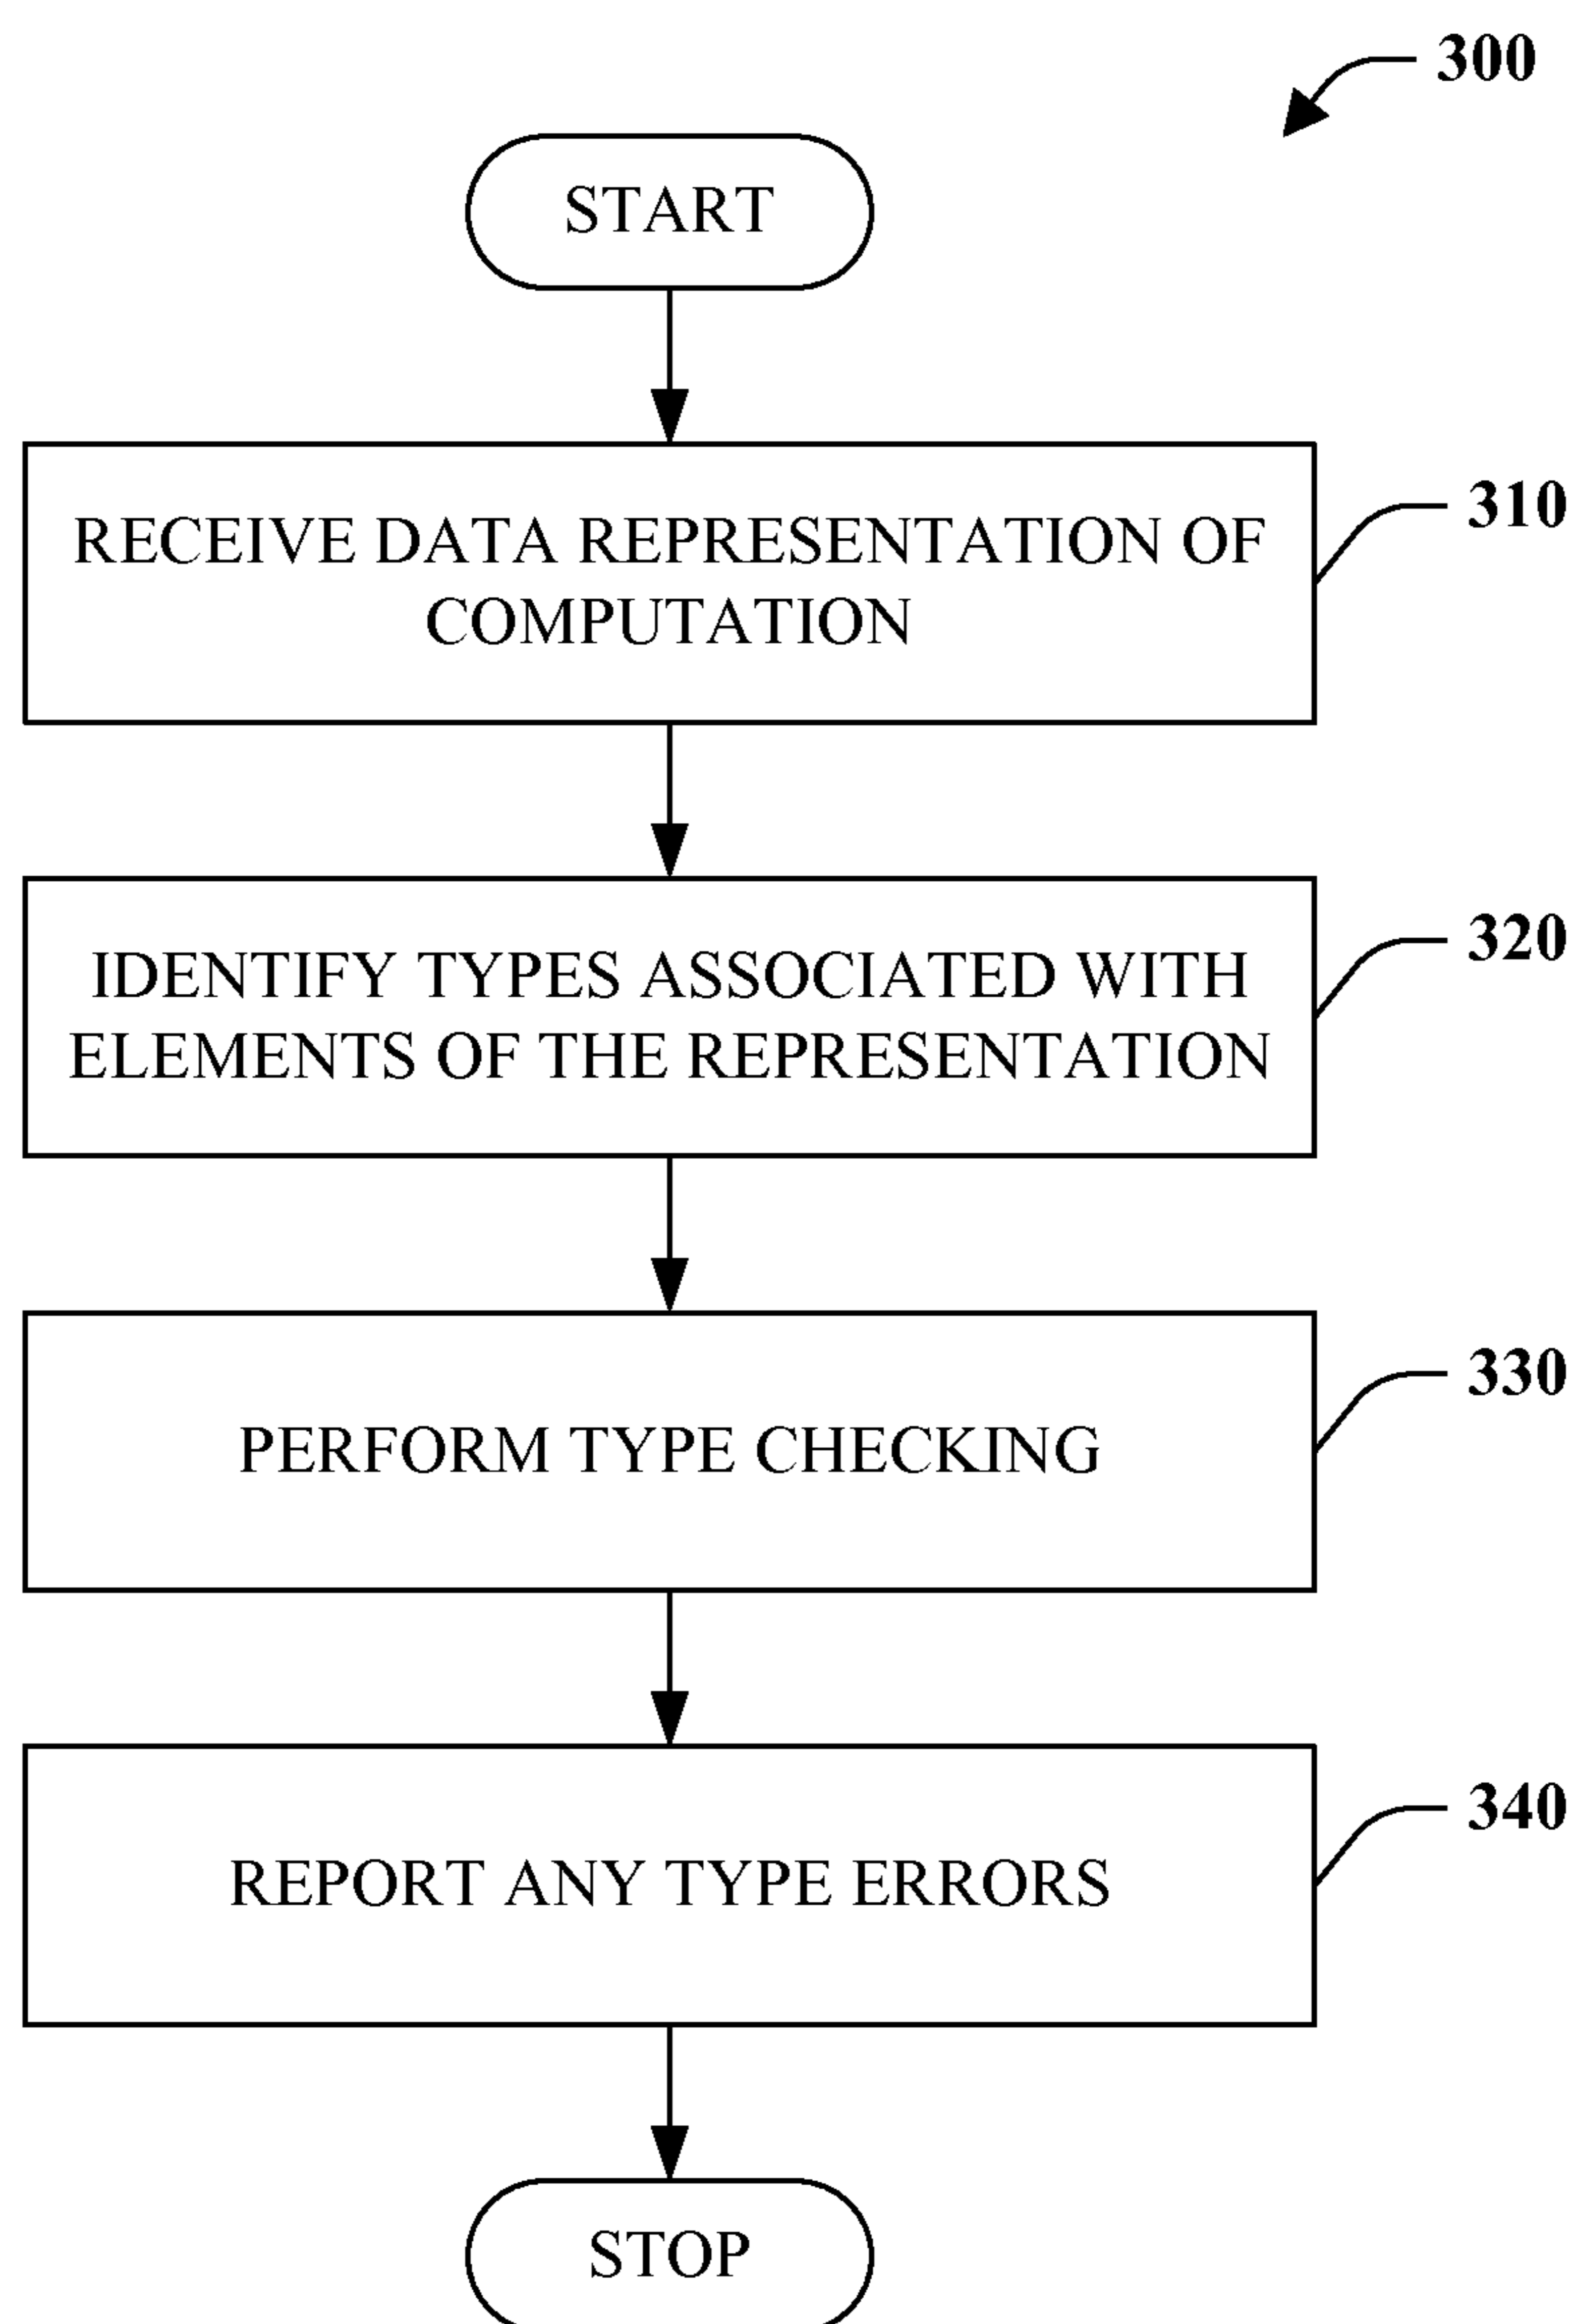 300
START
RECEIVE DATA REPRESENTATION OF
COMPUTATION
310
IDENTIFY TYPES ASSOCIATED WITH
ELEMENTS OF THE REPRESENTATION
320
PERFORM TYPE CHECKING
330
REPORT ANY TYPE ERRORS
340
STOP